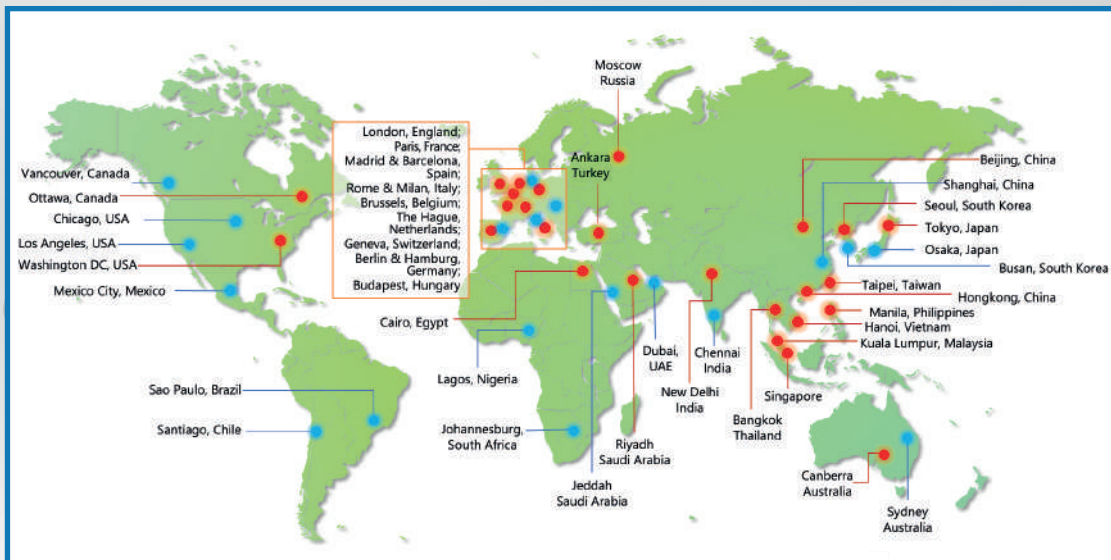 Moscow
Russia
London, England;
Paris, France;
Madrid & Barcelona,
Spain;
Rome & Milan, Italy;
Brussels, Belgium;
The Hague,
Netherlands;
Geneva, Switzerland;
Berlin & Hamburg,
Germany;
Budapest, Hungary
Ankara
Turkey
Vancouver, Canada
Ottawa, Canada
Chicago, USA
Los Angeles, USA
Washington DC, USA
Mexico City, Mexico
Beijing, China
Shanghai, China
Seoul, South Korea
Tokyo, Japan
Osaka, Japan
Busan, South Korea
Taipei, Taiwan
Hongkong, China
Manila, Philippines
Hanoi, Vietnam
Kuala Lumpur, Malaysia
Cairo, Egypt
Lagos, Nigeria
Dubai,
UAE
Chennai
India
New Delhi
India
Singapore
Bangkok
Thailand
Sao Paulo, Brazil
Santiago, Chile
Johannesburg,
South Africa
Riyadh
Saudi Arabia
Jeddah
Saudi Arabia
Canberra
Australia
Sydney
Australia